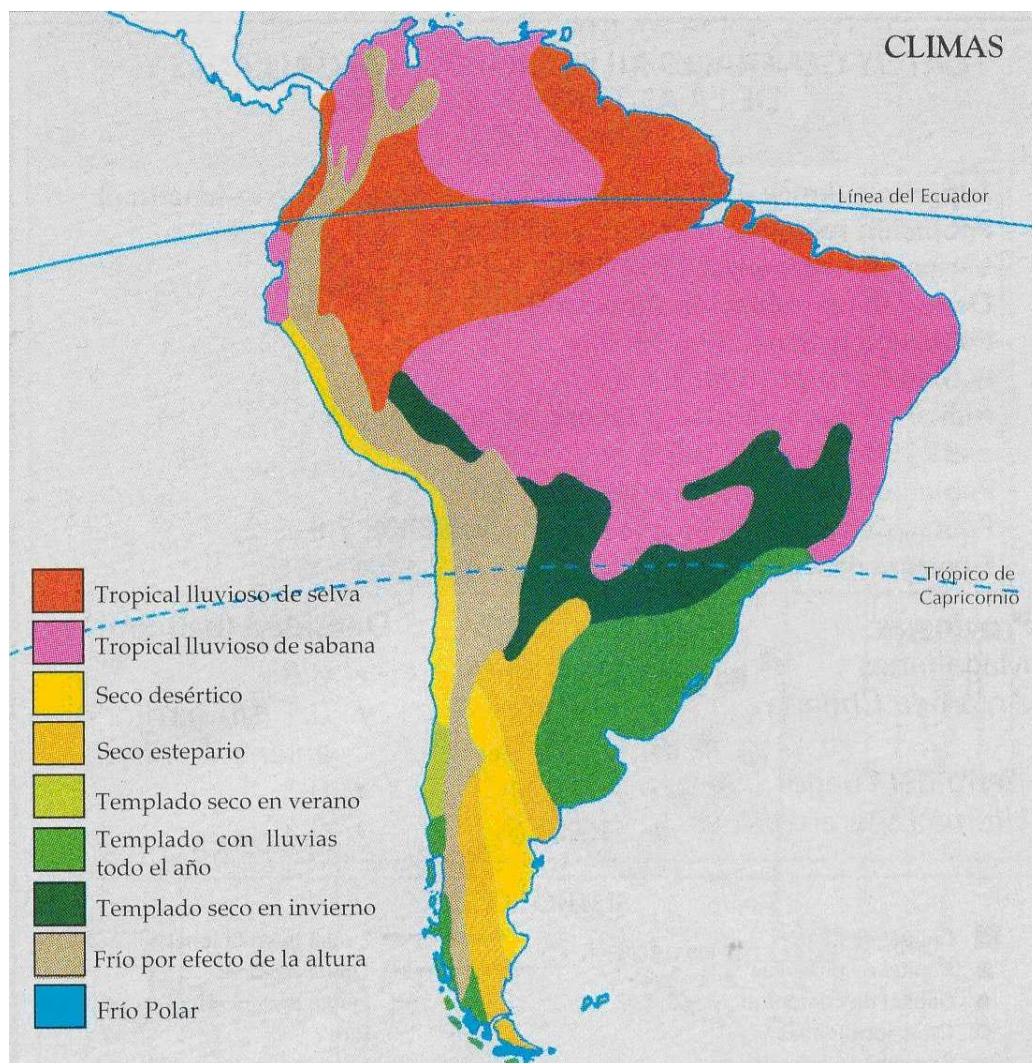 CLIMAS
Línea del Ecuador
Trópico de
Capricornio
Tropical lluvioso de selva
Tropical lluvioso de sabana
Seco desértico
Seco estepario
Templado seco en verano
Templado con lluvias
todo el año
Templado seco en invierno
Frío por efecto de la altura
Frío Polar